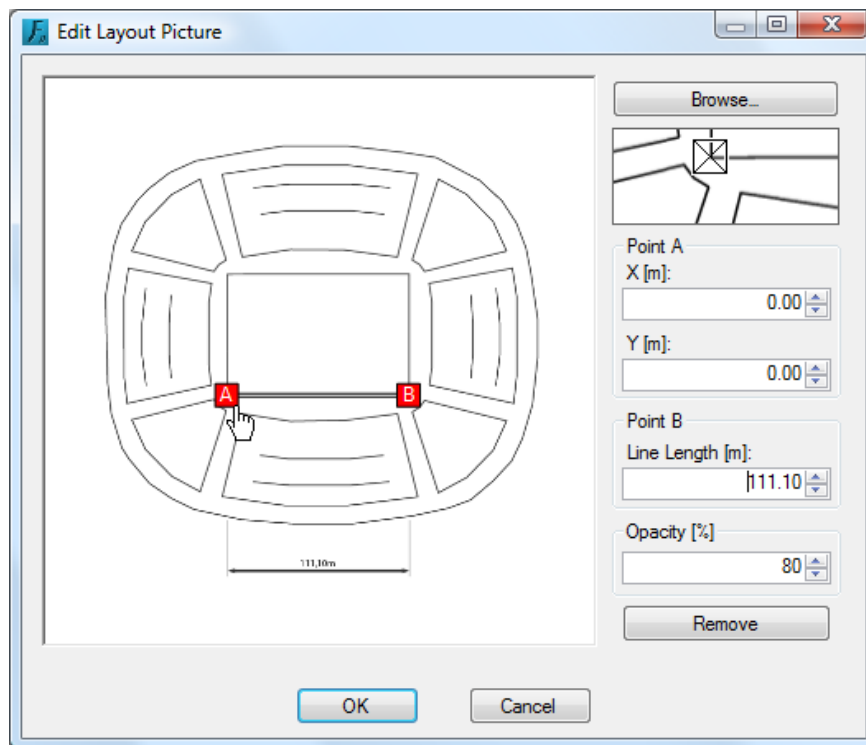 Edit Layout Picture
Browse...
Point A
X [m]:
0.00
Y [m]:
0.00
A
B
Point B
Line Length [m]:
111.10
Opacity [%]
80
111,10m
Remove
OK
Cancel